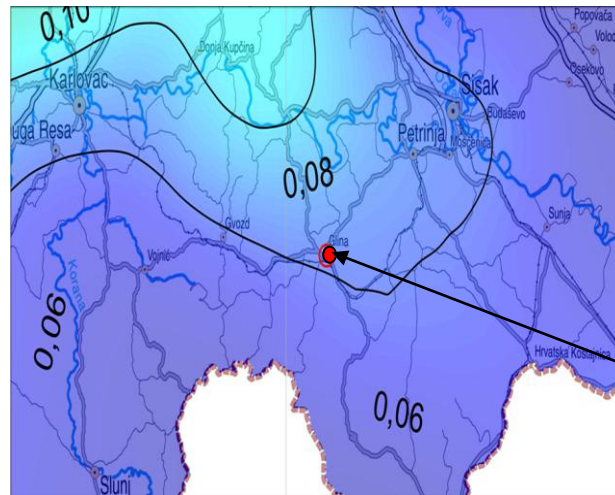 0,10
Popovača
Volod
Donja Kupčina
Osekovo
Karlovac
Sisak
Budaševo
uga Resa
Petrinja
Mošćenica
0,08
Gvozd
Sunja
Glina
Vojnić
Korana
0,06
Hrvatska Kostajnica
0,06
Slunj